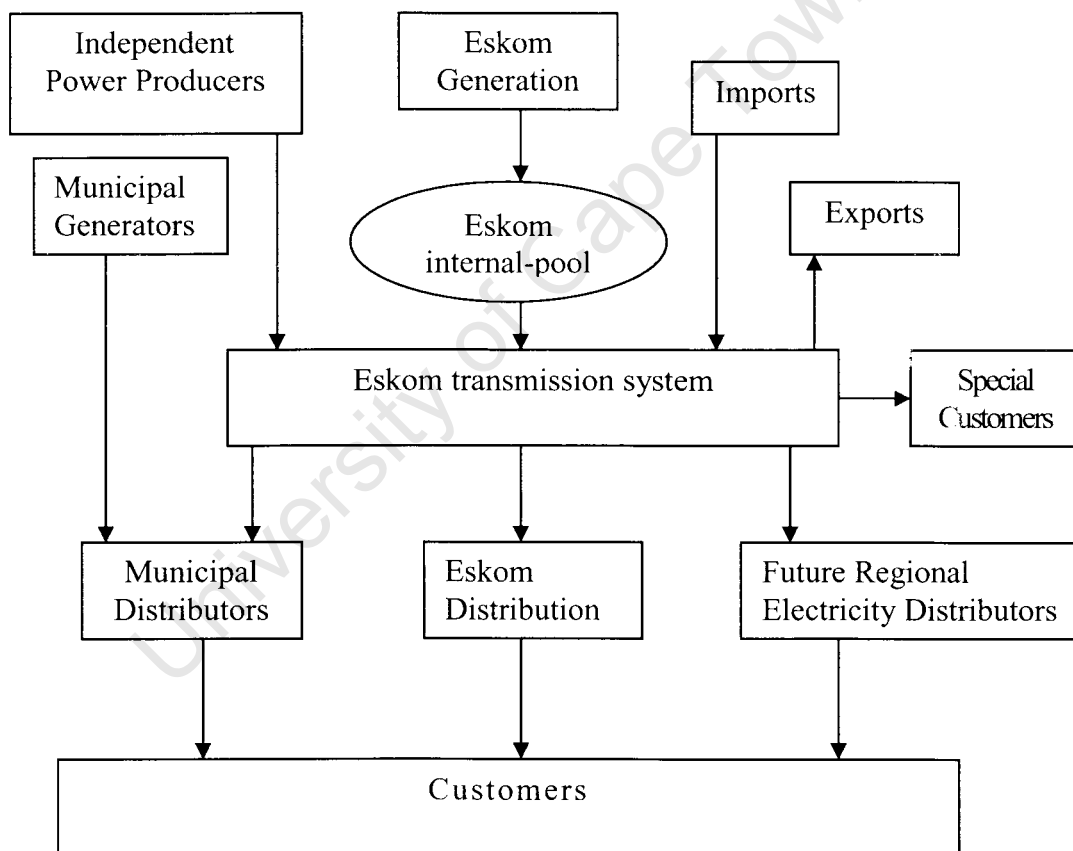 Independent
Power Producers
Eskom
Generation
Imports
Municipal
Generators
Eskom
internal-pool
Exports
Eskom transmission system
Special
Customers
Municipal
Distributors
Eskom
Distribution
Future Regional
Electricity Distributors
Customers
University of Cape Town